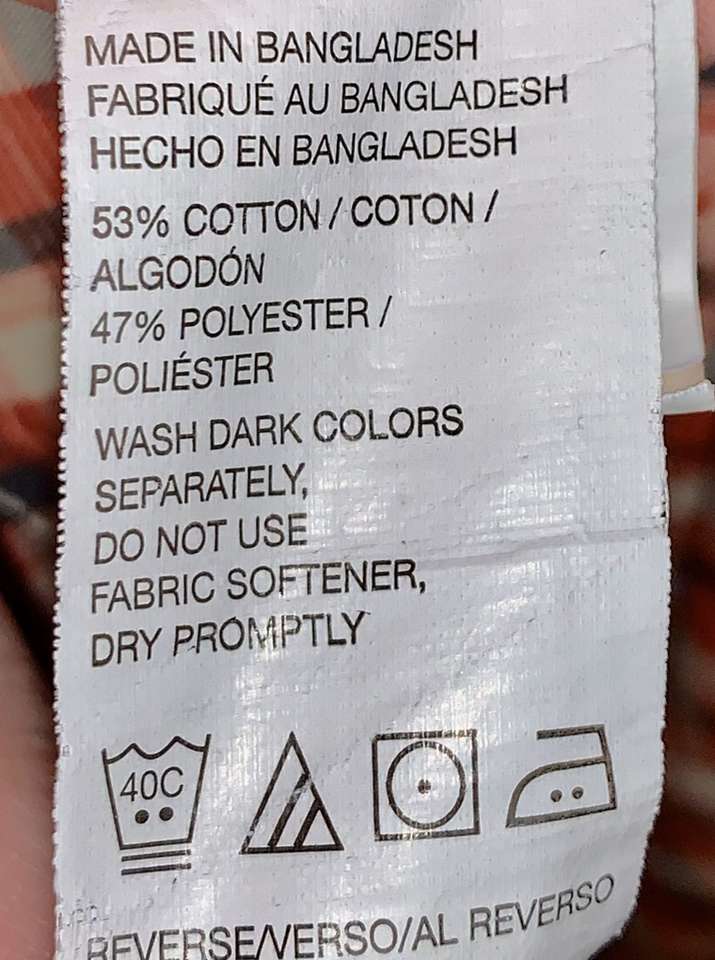 MADE IN BANGLADESH
FABRIQUÉ AU BANGLADESH
HECHO EN BANGLADESH
53% COTTON / COTON /
ALGODÓN
47% POLYESTER /
POLIÉSTER
WASH DARK COLORS
SEPARATELY,
DO NOT USE
FABRIC SOFTENER,
DRY PROMPTLY
40C
REVERSE/VERSO/AL REVERSO